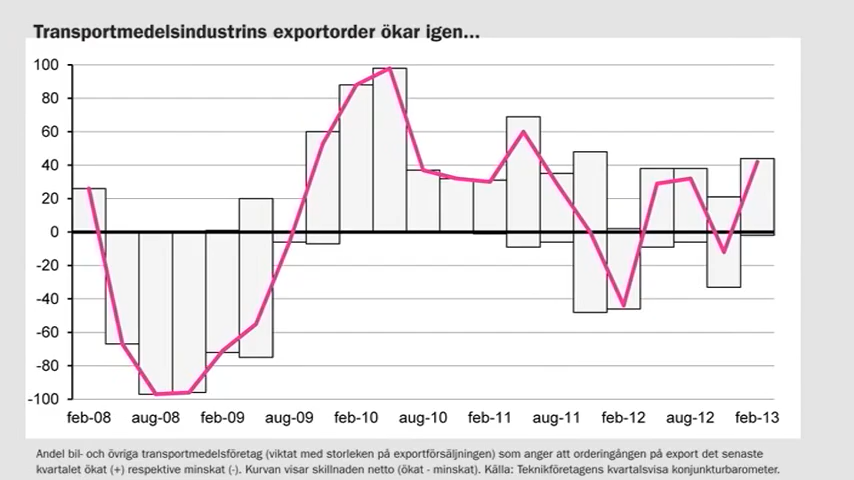 Transportmedelsindustrins exportorder ökar igen...
100
80
60
40
20
0
-20
-40
-60
-80
-100
feb-08 aug-08 feb-09 aug-09 feb-10 aug-10 feb-11 aug-11 feb-12 aug-12 feb-13
Andel bil- och övriga transportmedelsföretag (viktat med storleken på exportförsäljningen) som anger att orderingången på export det senaste
kvartalet ökat (+) respektive minskat (-). Kurvan visar skillnaden netto (ökat - minskat). Källa: Teknikföretagens kvartalsvisa konjunkturbarometer.